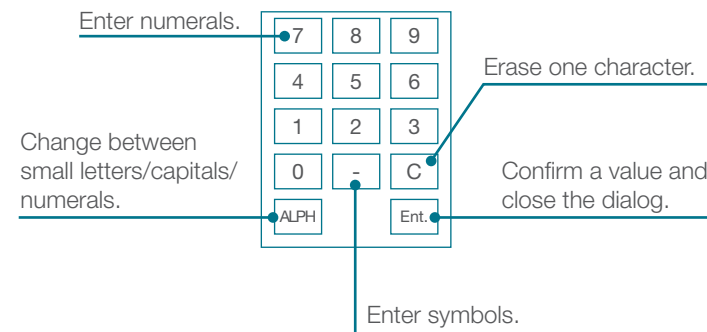 Enter numerals.
7 8 9
Erase one character.
4 5 6
1 2 3
Change between
small letters/capitals/
numerals.
0 - C
Confirm a value and
close the dialog.
ALPH Ent.
Enter symbols.